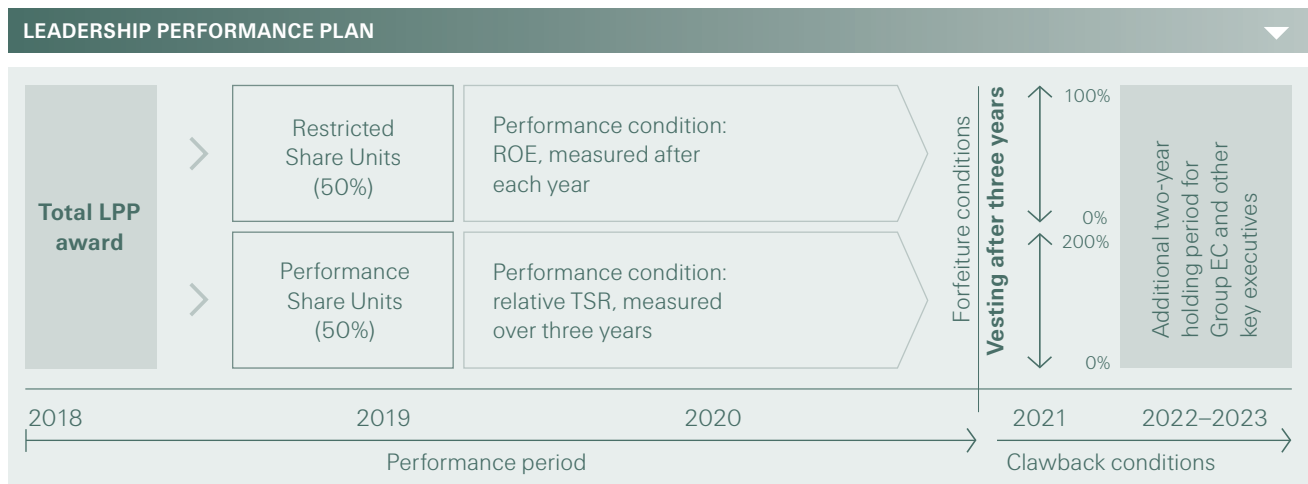 LEADERSHIP PERFORMANCE PLAN
Total LPP
award
Restricted
Share Units
(50%)
Performance condition:
ROE, measured after
each year
Performance
Share Units
(50%)
Performance condition:
relative TSR, measured
over three years
Forfeiture conditions
Vesting after three years
100%
0%
200%
0%
Additional two-year
holding period for
Group EC and other
key executives
2018
2019
2020
2021
2022–2023
Performance period
Clawback conditions